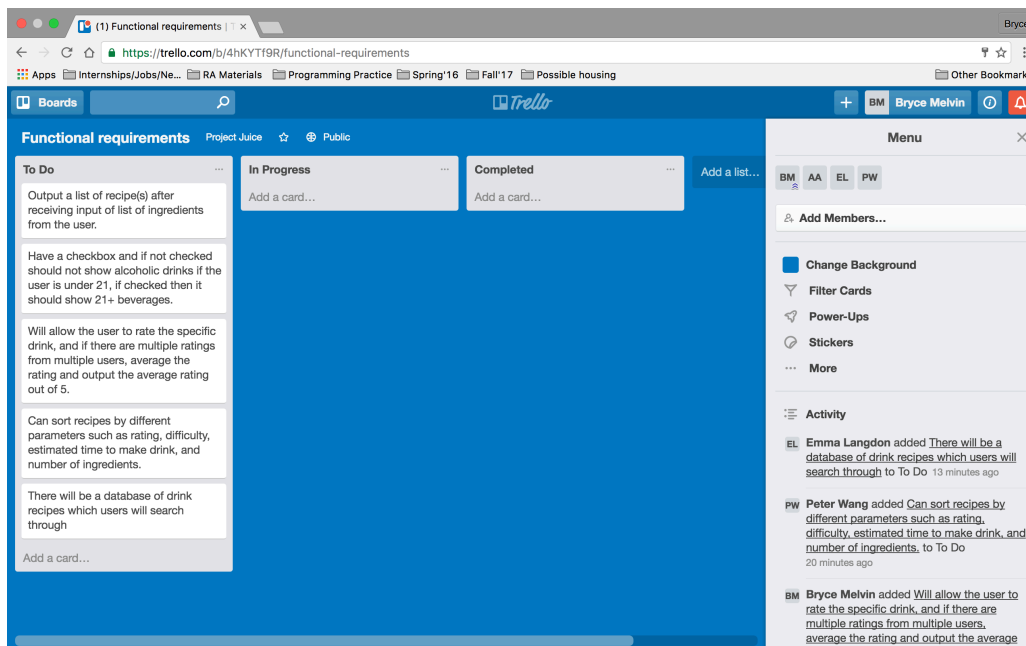 (1) Functional requirements | T
Bryce
https://trello.com/b/4hKYTf9R/functional-requirements
Apps Internships/Jobs/Ne... RA Materials Programming Practice Spring'16 Fall'17 Possible housing Other Bookmark
Boards Trello + BM Bryce Melvin
Functional requirements Project Juice Public
To Do ...
Output a list of recipe(s) after
receiving input of list of ingredients
from the user.
Have a checkbox and if not checked
should not show alcoholic drinks if the
user is under 21, if checked then it
should show 21+ beverages.
Will allow the user to rate the specific
drink, and if there are multiple ratings
from multiple users, average the
rating and output the average rating
out of 5.
Can sort recipes by different
parameters such as rating, difficulty,
estimated time to make drink, and
number of ingredients.
There will be a database of drink
recipes which users will search
through
Add a card...
In Progress ...
Add a card...
Completed ...
Add a card...
Add a list...
Menu
BM AA EL PW
Add Members...
Change Background
Filter Cards
Power-Ups
Stickers
... More
Activity
EL Emma Langdon added There will be a
database of drink recipes which users will
search through to To Do 13 minutes ago
PW Peter Wang added Can sort recipes by
different parameters such as rating,
difficulty, estimated time to make drink, and
number of ingredients. to To Do
20 minutes ago
BM Bryce Melvin added Will allow the user to
rate the specific drink, and if there are
multiple ratings from multiple users,
average the rating and output the average